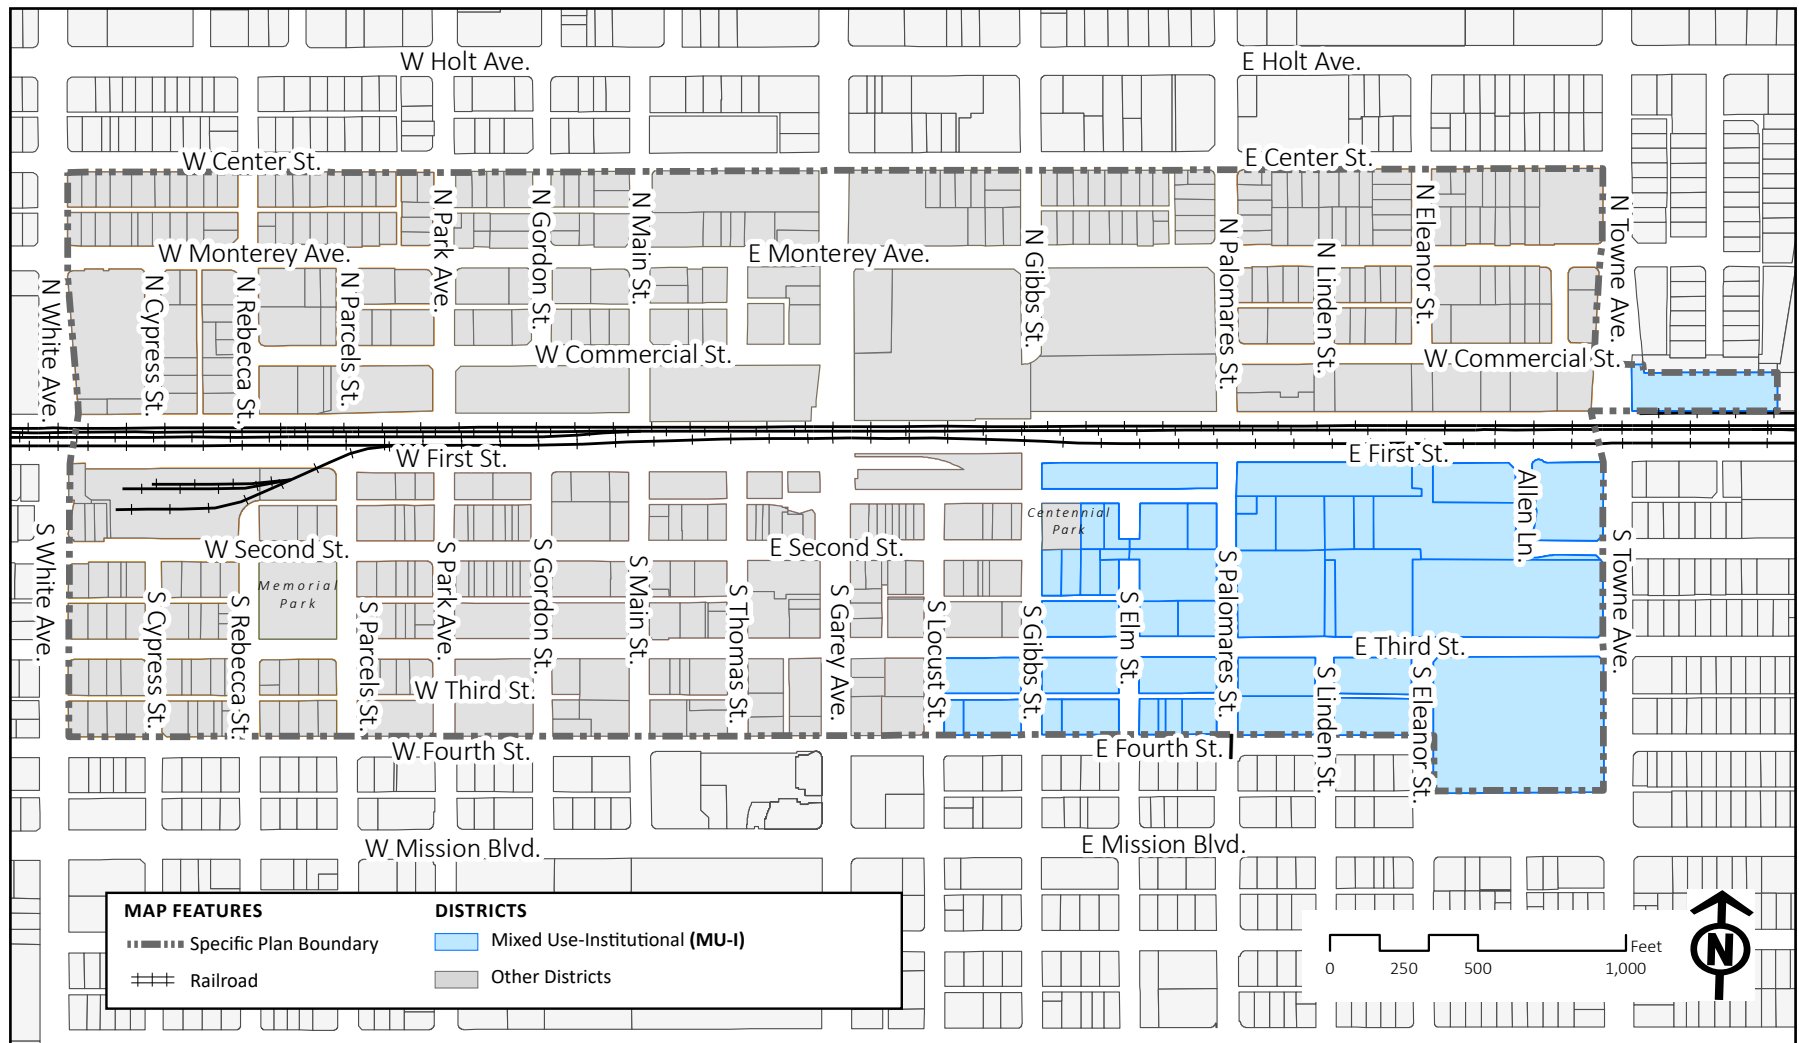 W Holt Ave.
E Holt Ave.
W Center St.
E Center St.
N White Ave.
N Cypress St.
N Rebecca St.
N Parcels St.
N Park Ave.
N Gordon St.
N Main St.
N Gibbs St.
N Palomares St.
N Linden St.
N Eleanor St.
N Towne Ave.
W Monterey Ave.
E Monterey Ave.
W Commercial St.
W Commercial St.
W First St.
E First St.
Allen Ln.
Centennial
Park
W Second St.
E Second St.
Memorial
Park
S White Ave.
S Cypress St.
S Rebecca St.
S Parcels St.
S Park Ave.
S Gordon St.
S Main St.
S Thomas St.
S Garey Ave.
S Locust St.
S Gibbs St.
S Elm St.
S Palomares St.
S Linden St.
S Eleanor St.
S Towne Ave.
W Third St.
E Third St.
W Fourth St.
E Fourth St.
W Mission Blvd.
E Mission Blvd.
MAP FEATURES
Specific Plan Boundary
Railroad
DISTRICTS
Mixed Use-Institutional (MU-I)
Other Districts
Feet
0 250 500 1,000
N